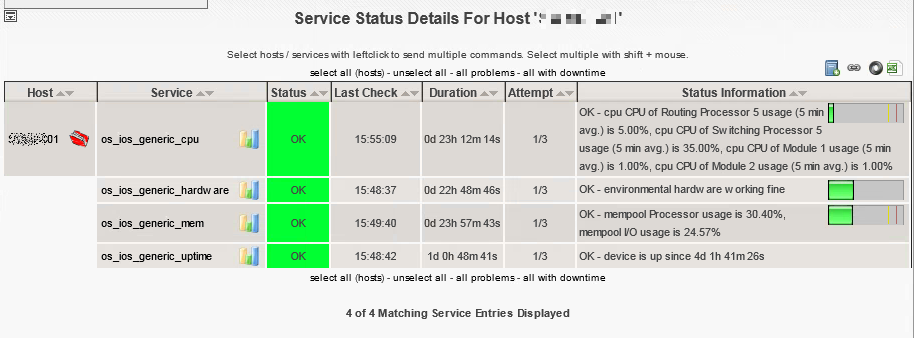 Service Status Details For Host '
Select hosts / services with leftclick to send multiple commands. Select multiple with shift + mouse.
select all (hosts) - unselect all - all problems - all with downtime
Host Service Status Last Check Duration Attempt Status Information
01 os_ios_generic_cpu OK 15:55:09 0d 23h 12m 14s 1/3 OK - cpu CPU of Routing Processor 5 usage (5 min
avg.) is 5.00%, cpu CPU of Switching Processor 5
usage (5 min avg.) is 35.00%, cpu CPU of Module 1 usage (5 min
avg.) is 1.00%, cpu CPU of Module 2 usage (5 min avg.) is 1.00%
os_ios_generic_hardware OK 15:48:37 0d 22h 48m 46s 1/3 OK - environmental hardware working fine
os_ios_generic_mem OK 15:49:40 0d 23h 57m 43s 1/3 OK - mempool Processor usage is 30.40%,
mempool I/O usage is 24.57%
os_ios_generic_uptime OK 15:48:42 1d 0h 48m 41s 1/3 OK - device is up since 4d 1h 41m 26s
select all (hosts) - unselect all - all problems - all with downtime
4 of 4 Matching Service Entries Displayed